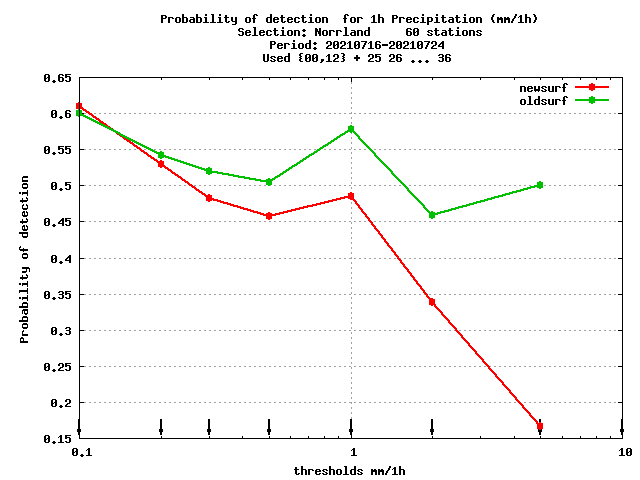 Probability of detection  for 1h Precipitation (mm/1h)
Selection: Norrland     60 stations
Period: 20210716-20210724
Used {00,12} + 25 26 ... 36
newsurf
oldsurf
0.65
0.6
0.55
0.5
0.45
0.4
0.35
0.3
0.25
0.2
0.15
Probability of detection
0.1 1 10
thresholds mm/1h